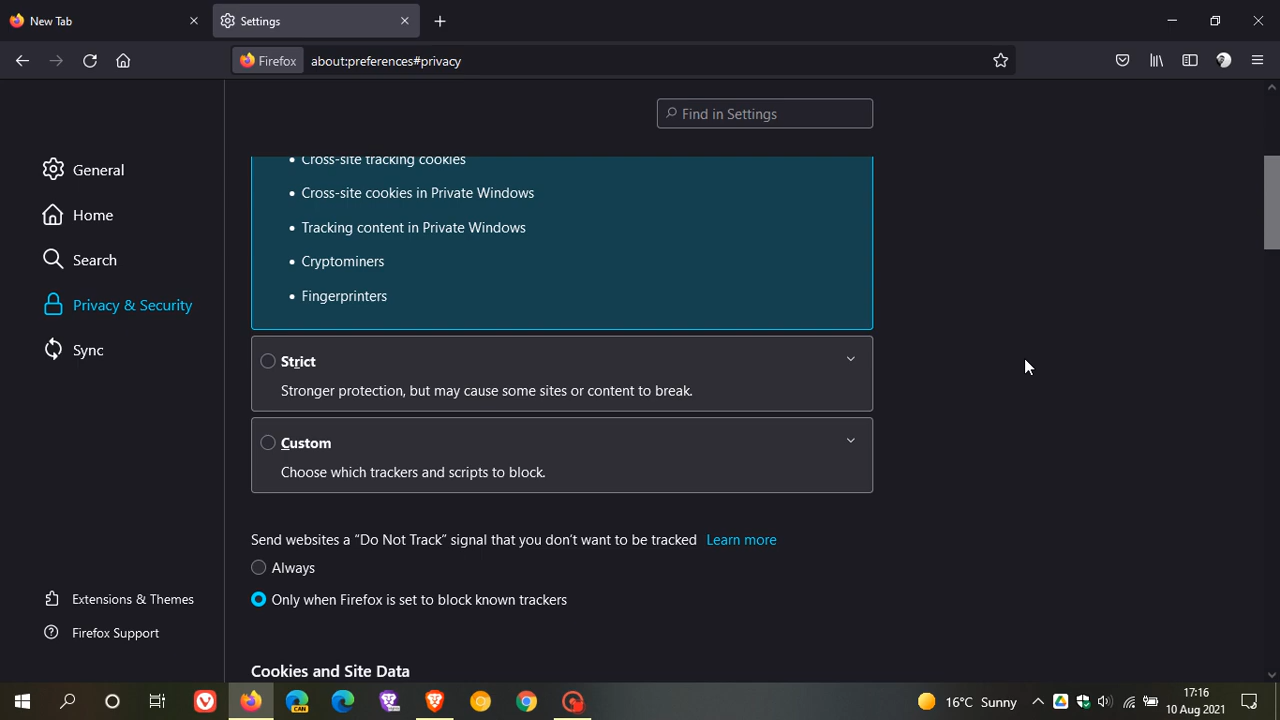 New Tab
Settings
Firefox
about:preferences#privacy
Find in Settings
General
Home
Search
Privacy & Security
Sync
Extensions & Themes
Firefox Support
Cross-site tracking cookies
Cross-site cookies in Private Windows
Tracking content in Private Windows
Cryptominers
Fingerprinters
Strict
Stronger protection, but may cause some sites or content to break.
Custom
Choose which trackers and scripts to block.
Send websites a “Do Not Track” signal that you don’t want to be tracked Learn more
Always
Only when Firefox is set to block known trackers
Cookies and Site Data
CAN
16°C Sunny
17:16
10 Aug 2021